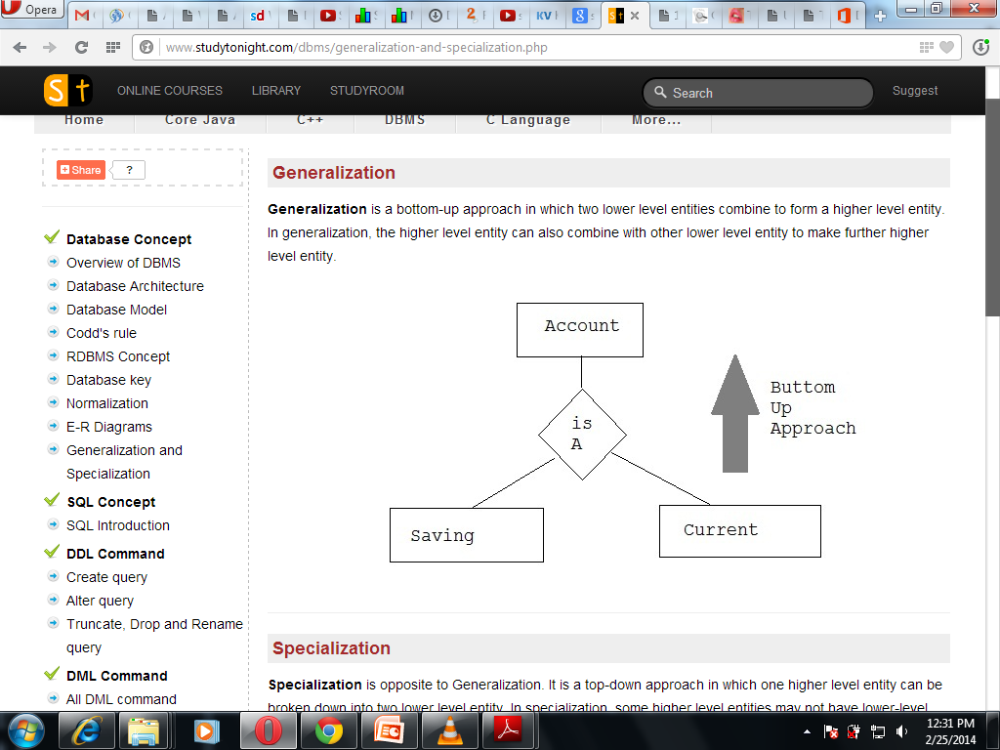 Opera
sd
2
KV
8
St
www.studytonight.com/dbms/generalization-and-specialization.php
St
ONLINE COURSES LIBRARY STUDYROOM
Search
Suggest
Home Core Java C++ DBMS C Language More...
Share ?
Database Concept
Overview of DBMS
Database Architecture
Database Model
Codd's rule
RDBMS Concept
Database key
Normalization
E-R Diagrams
Generalization and
Specialization
SQL Concept
SQL Introduction
DDL Command
Create query
Alter query
Truncate, Drop and Rename
query
DML Command
All DML command
Generalization
Generalization is a bottom-up approach in which two lower level entities combine to form a higher level entity.
In generalization, the higher level entity can also combine with other lower level entity to make further higher
level entity.
Account
is
A
Saving
Current
Buttom
Up
Approach
Specialization
Specialization is opposite to Generalization. It is a top-down approach in which one higher level entity can be
broken down into two lower level entity. In specialization, some higher level entities may not have lower-level
12:31 PM
2/25/2014